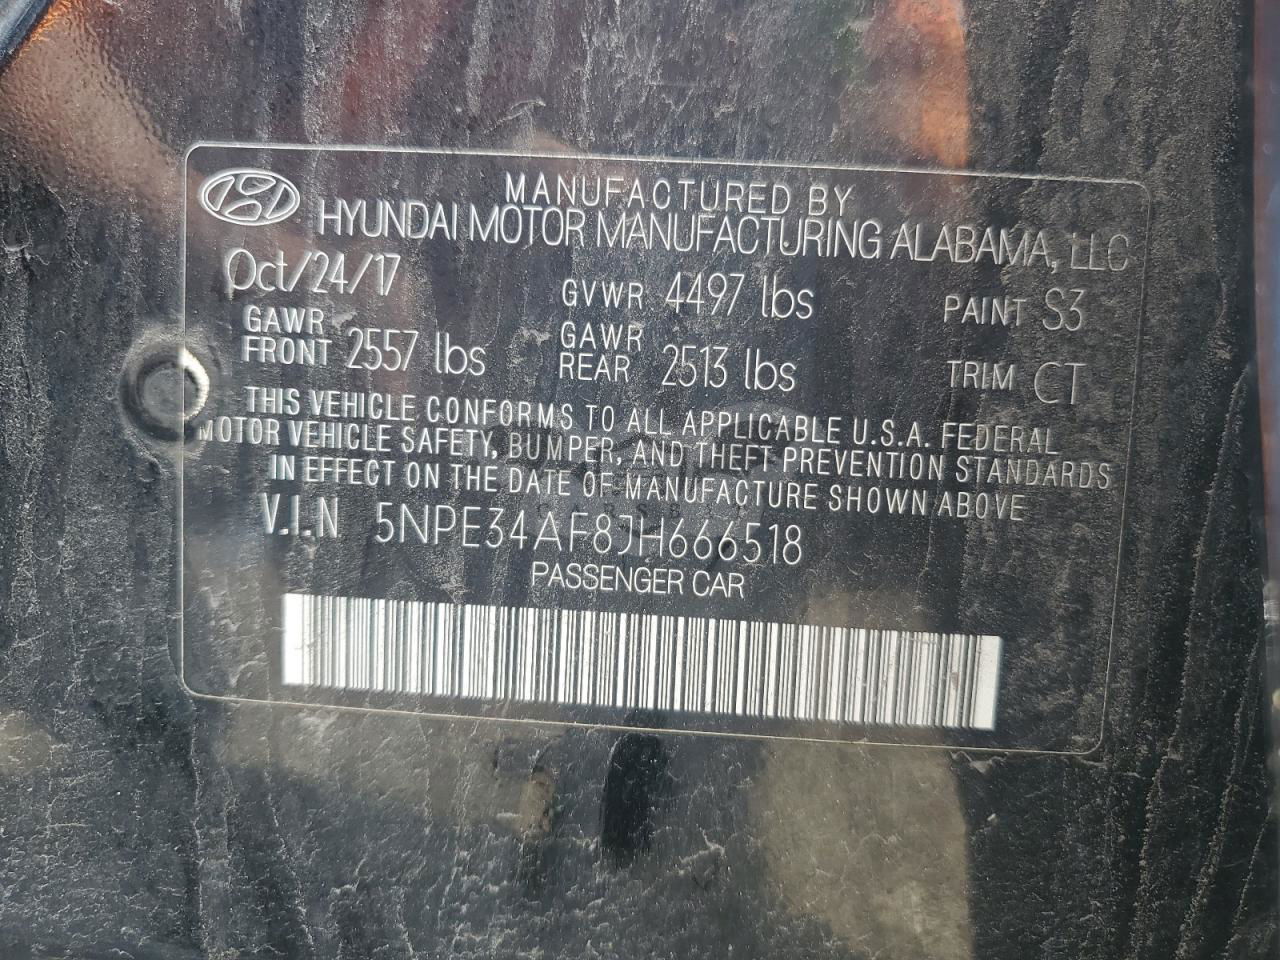 MANUFACTURED BY
HYUNDAI MOTOR MANUFACTURING ALABAMA, LLC
Oct/24/17 GVWR 4497 lbs PAINT S3
GAWR FRONT 2557 lbs GAWR REAR 2513 lbs TRIM CT
THIS VEHICLE CONFORMS TO ALL APPLICABLE U.S.A. FEDERAL
MOTOR VEHICLE SAFETY, BUMPER, AND THEFT PREVENTION STANDARDS
IN EFFECT ON THE DATE OF MANUFACTURE SHOWN ABOVE
V.I.N 5NPE34AF8JH666518
PASSENGER CAR